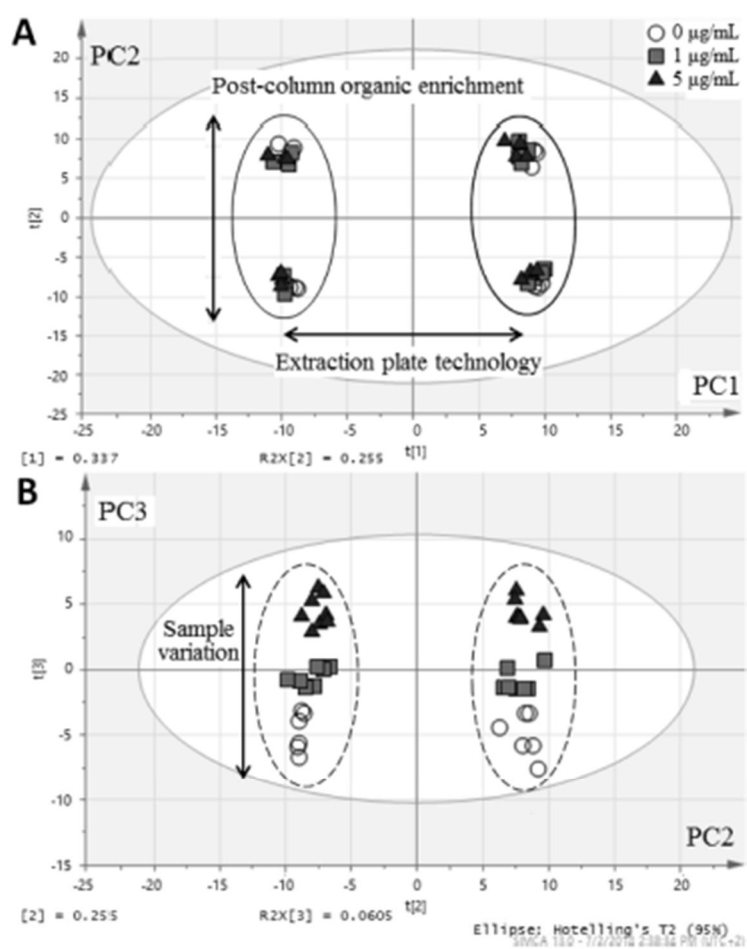 A
PC2
0 µg/mL
1 µg/mL
5 µg/mL
Post-column organic enrichment
20
15
10
5
0
-5
-10
-15
-20
-25
t[2]
Extraction plate technology
PC1
-25 -20 -15 -10 -5 0 5 10 15 20
t[1]
[1] = 0.337 R2X[2] = 0.255
B
PC3
10
5
0
-5
-10
-15
t[3]
Sample
variation
PC2
-25 -20 -15 -10 -5 0 5 10 15 20
t[2]
[2] = 0.255 R2X[3] = 0.0605
Ellipse: Hotelling's T2 (95%)